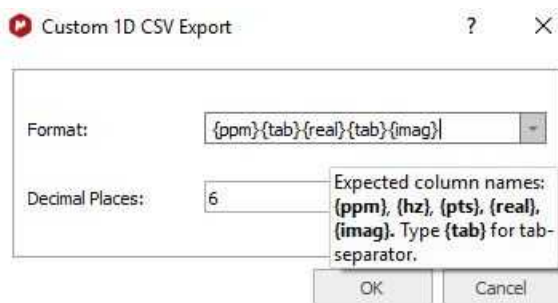 Custom 1D CSV Export ? X
Format: {ppm}{tab}{real}{tab}{imag}
Decimal Places: 6
Expected column names:
{ppm}, {hz}, {pts}, {real},
{imag}. Type {tab} for tab-
separator.
OK Cancel